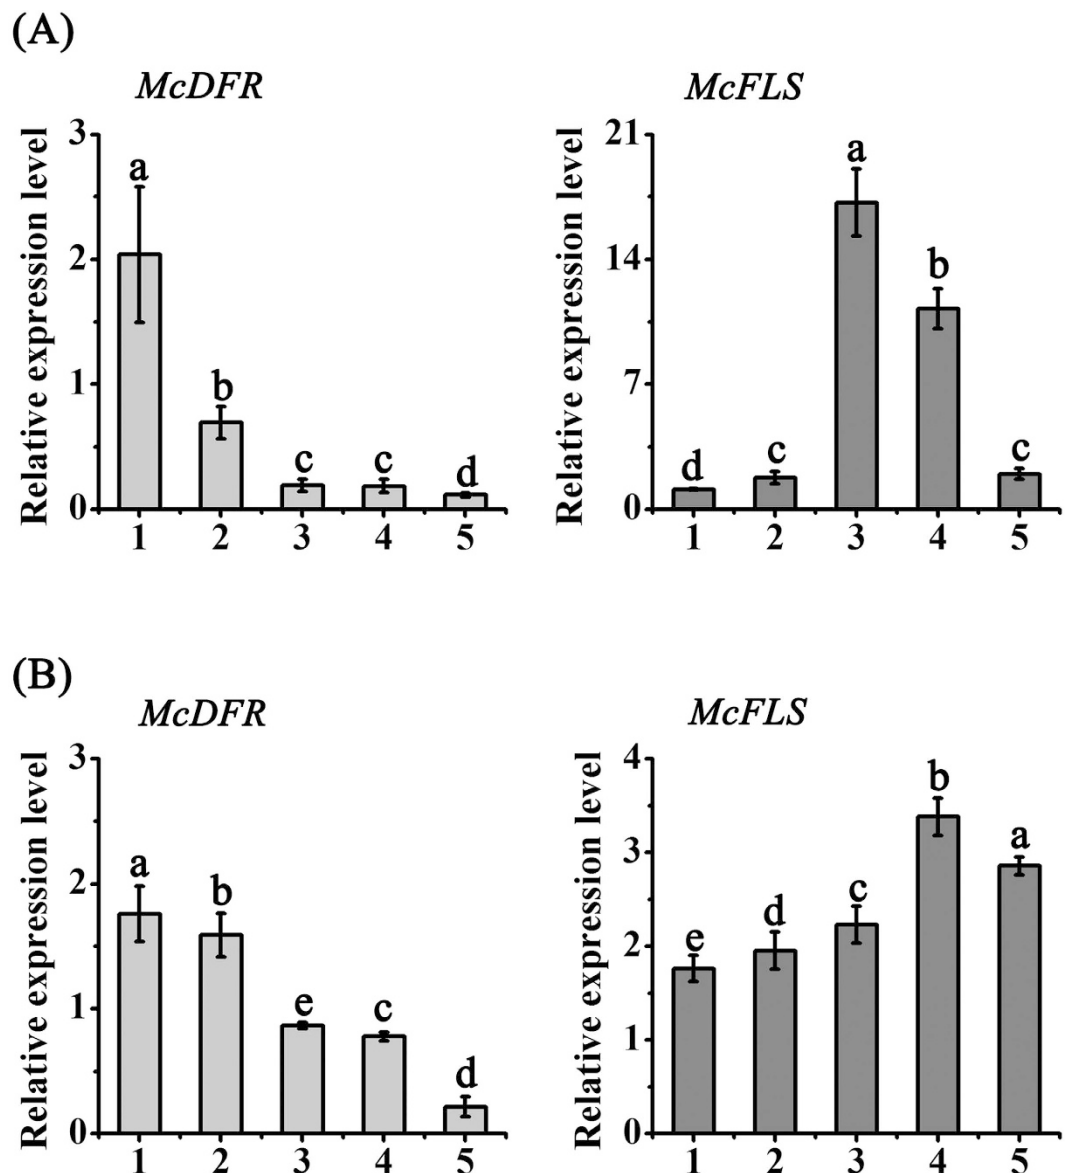 (A)
McDFR
McFLS
Relative expression level
3
2
1
0
a
b
c
c
d
1 2 3 4 5
Relative expression level
21
14
7
0
d
c
a
b
c
1 2 3 4 5
(B)
McDFR
McFLS
Relative expression level
3
2
1
0
a
b
e
c
d
1 2 3 4 5
Relative expression level
4
3
2
1
0
e
d
c
b
a
1 2 3 4 5